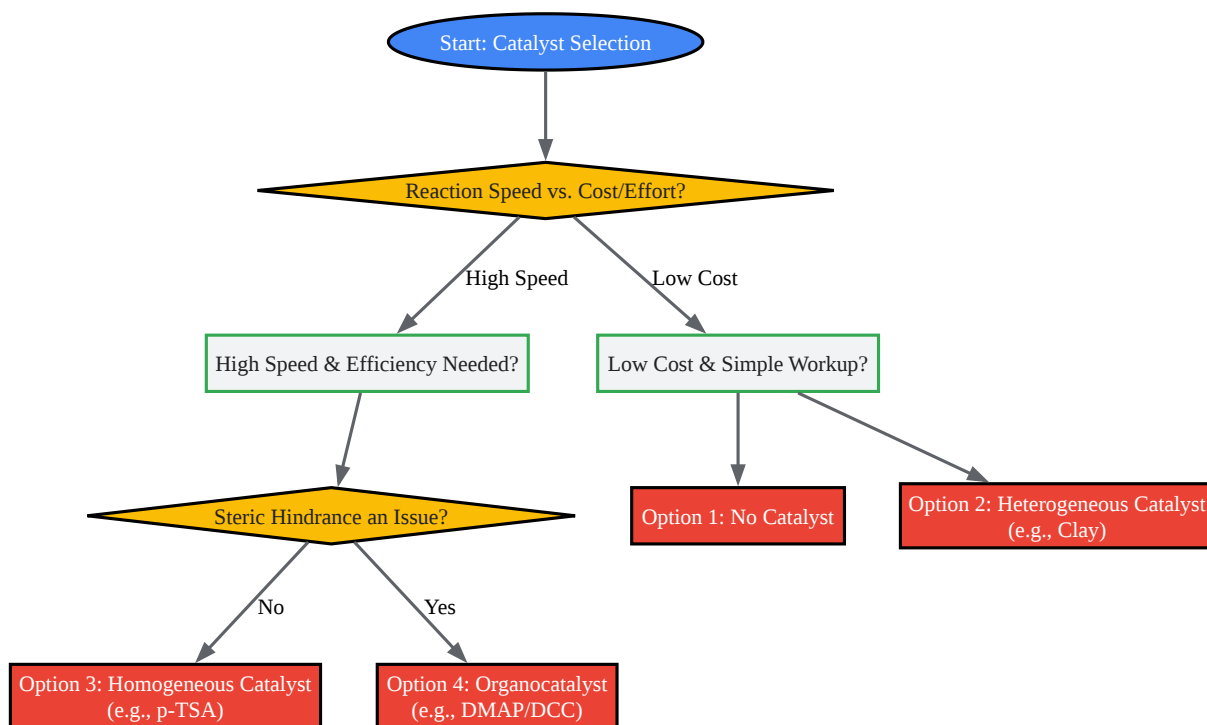 Start: Catalyst Selection
Reaction Speed vs. Cost/Effort?
High Speed
Low Cost
High Speed & Efficiency Needed?
Low Cost & Simple Workup?
Steric Hindrance an Issue?
Option 1: No Catalyst
Option 2: Heterogeneous Catalyst
(e.g., Clay)
No
Yes
Option 3: Homogeneous Catalyst
(e.g., p-TSA)
Option 4: Organocatalyst
(e.g., DMAP/DCC)